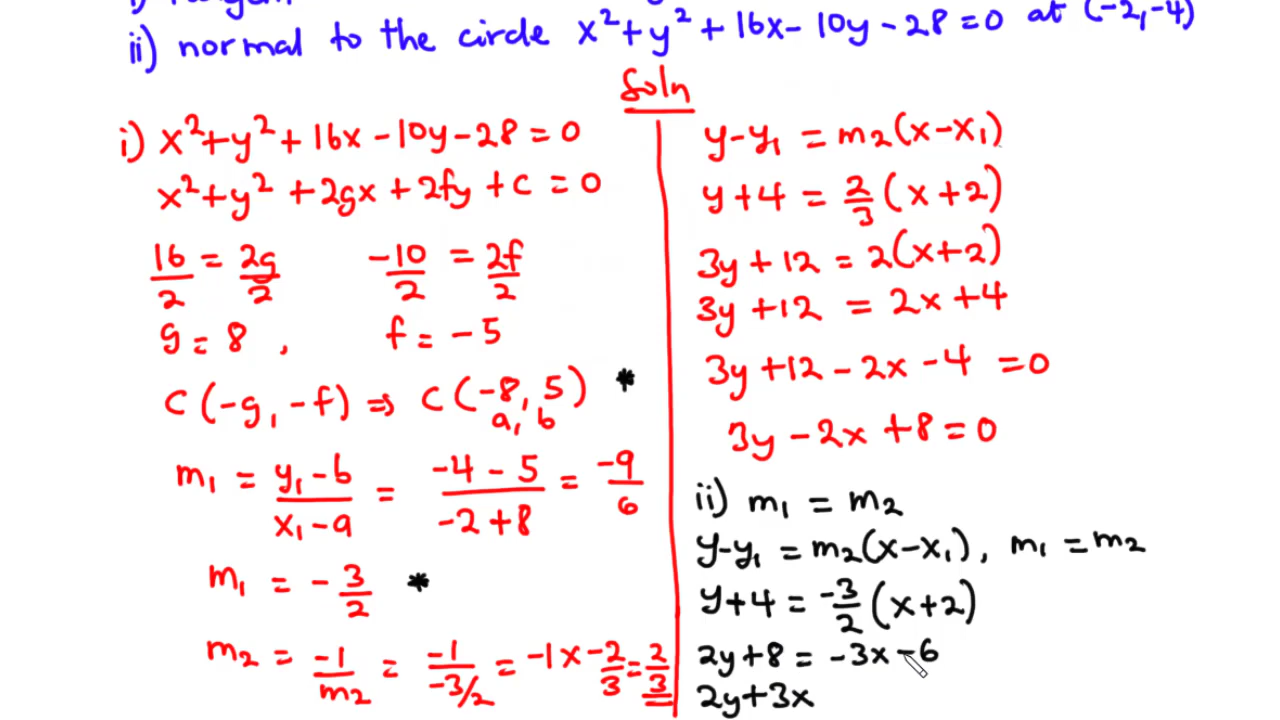 i) tangent
ii) normal to the circle x²+y²+16x-10y-28=0 at (-2,-4)
Soln
i) x²+y²+16x-10y-28=0
x²+y²+2gx+2fy+c=0
16/2 = 2g/2    -10/2 = 2f/2
g=8,    f=-5
C(-g,-f) ⇒ C(-8,5) *
a,b
m₁ = (y₁-b)/(x₁-a) = (-4-5)/(-2+8) = -9/6
m₁ = -3/2 *
m₂ = -1/m₂ = -1/(-3/2) = -1x-2/3=2/3
y-y₁ = m₂(x-x₁)
y+4 = 2/3(x+2)
3y+12=2(x+2)
3y+12 = 2x+4
3y+12-2x-4 =0
3y-2x+8=0
ii) m₁ = m₂
y-y₁ = m₂(x-x₁), m₁=m₂
y+4 = -3/2(x+2)
2y+8 = -3x-6
2y+3x